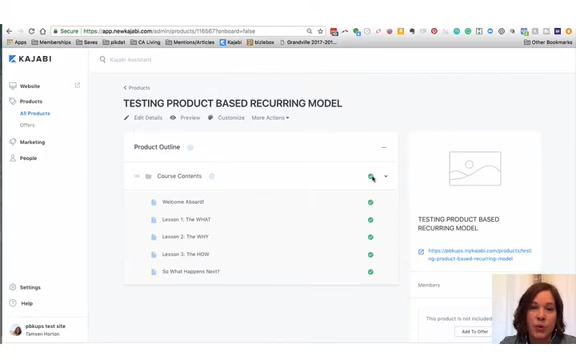 Secure https://app.newkajabi.com/admin/products/116567?onboard=false
Apps
Memberships
Saves
pikdst
CA Living
Mentions/Articles
Kajabi
biziebox
Grandville 2017-201...
Other Bookmarks
KAJABI
Kajabi Assistant
Website
Products
All Products
Offers
Marketing
People
Settings
Help
pbkups test site
Tamsen Horton
Products
TESTING PRODUCT BASED RECURRING MODEL
Edit Details
Preview
Customize
More Actions
Product Outline
Course Contents
Welcome Aboard!
Lesson 1: The WHAT
Lesson 2: The WHY
Lesson 3: The HOW
So What Happens Next?
TESTING PRODUCT BASED
RECURRING MODEL
https://pbkups.mykajabi.com/products/testi
ng-product-based-recurring-model
Members
This product is not included
Add To Offer